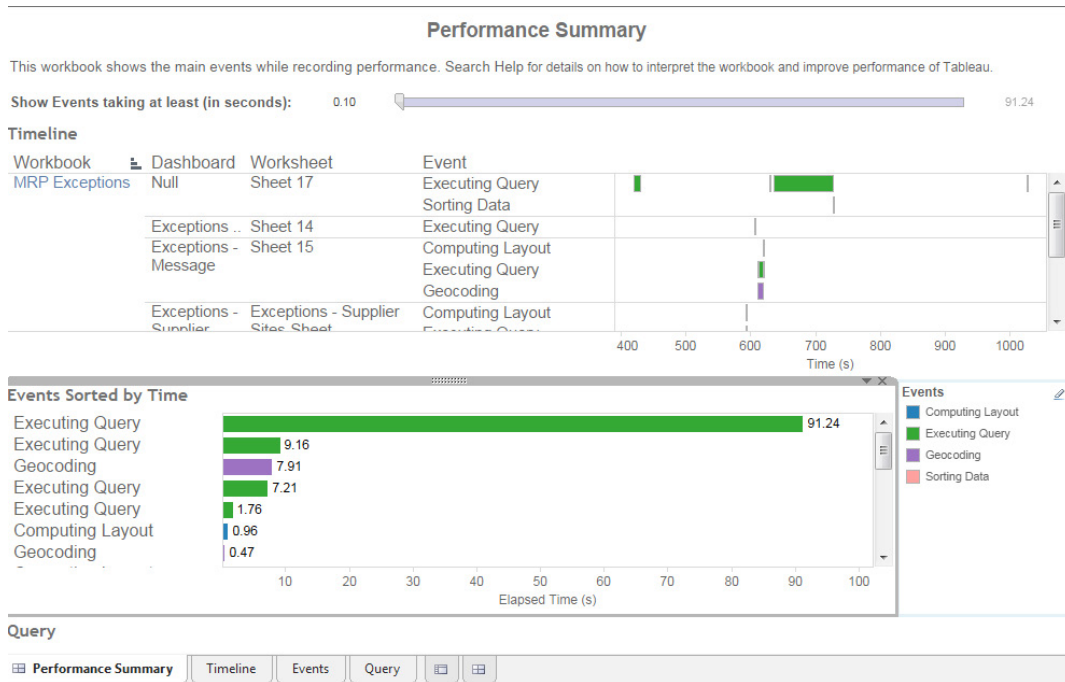 Performance Summary
This workbook shows the main events while recording performance. Search Help for details on how to interpret the workbook and improve performance of Tableau.
Show Events taking at least (in seconds): 0.10 91.24
Timeline
Workbook Dashboard Worksheet Event
MRP Exceptions Null Sheet 17 Executing Query
Sorting Data
Exceptions .. Sheet 14 Executing Query
Exceptions - Sheet 15 Computing Layout
Message Executing Query
Geocoding
Exceptions - Exceptions - Supplier Computing Layout
Supplier Sites Sheet Executing Query
400 500 600 700 800 900 1000
Time (s)
Events Sorted by Time
Executing Query 91.24
Executing Query 9.16
Geocoding 7.91
Executing Query 7.21
Executing Query 1.76
Computing Layout 0.96
Geocoding 0.47
10 20 30 40 50 60 70 80 90 100
Elapsed Time (s)
Events
Computing Layout
Executing Query
Geocoding
Sorting Data
Query
Performance Summary Timeline Events Query